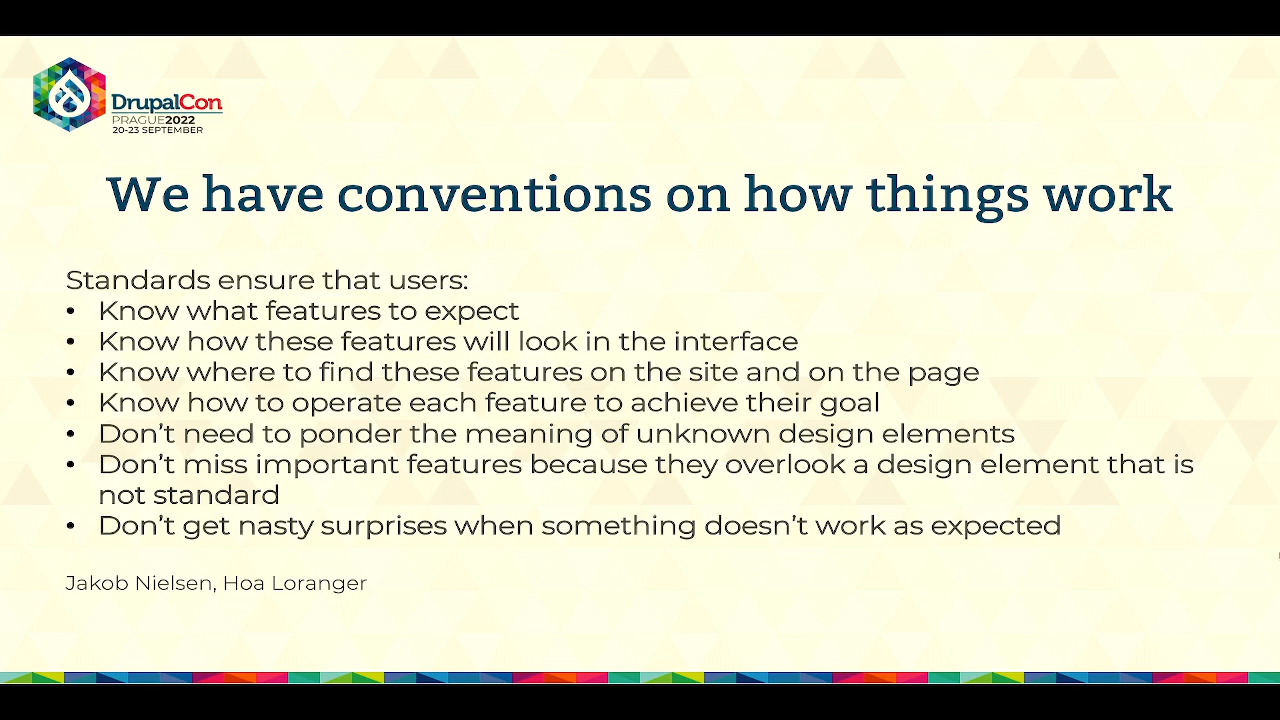 DrupalCon
PRAGUE2022
20-23 SEPTEMBER
We have conventions on how things work
Standards ensure that users:
• Know what features to expect
• Know how these features will look in the interface
• Know where to find these features on the site and on the page
• Know how to operate each feature to achieve their goal
• Don’t need to ponder the meaning of unknown design elements
• Don’t miss important features because they overlook a design element that is
not standard
• Don’t get nasty surprises when something doesn’t work as expected
Jakob Nielsen, Hoa Loranger